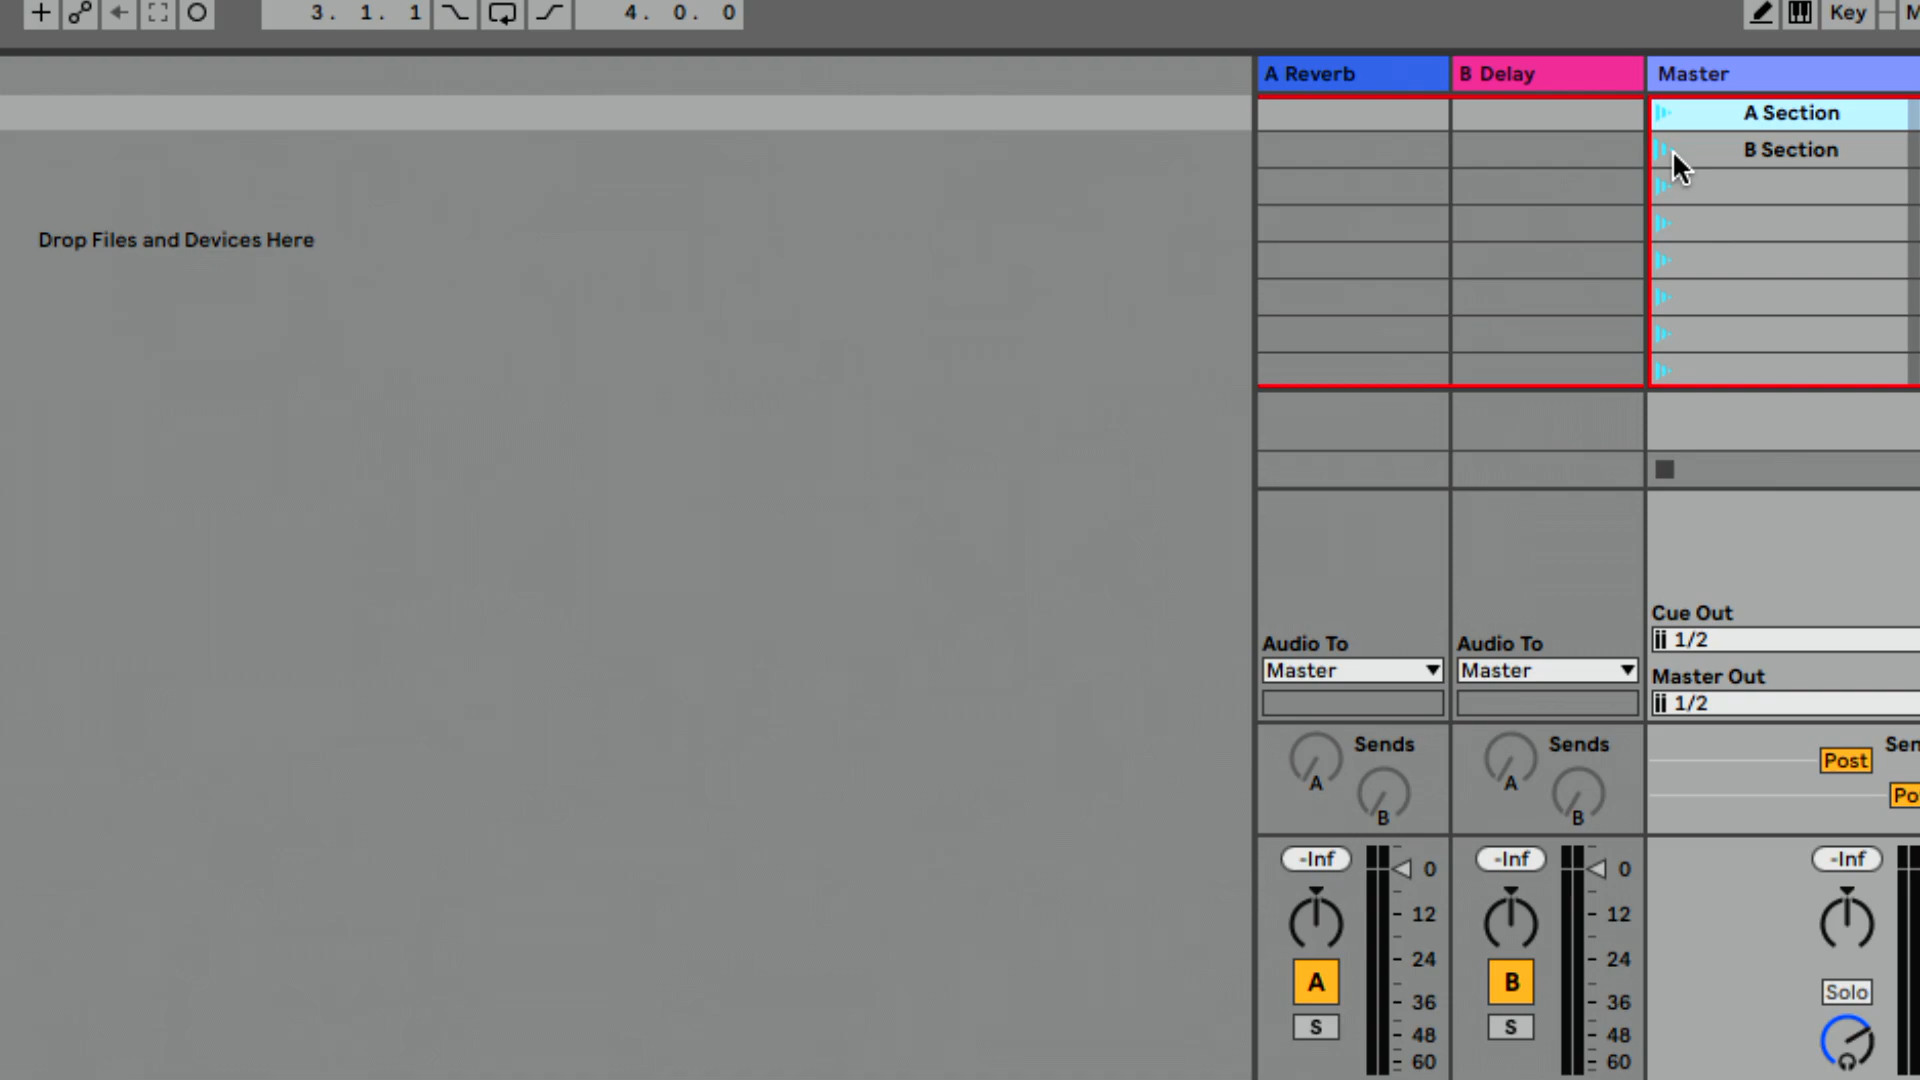 3. 1. 1
4. 0. 0
Key
A Reverb
B Delay
Master
A Section
B Section
Drop Files and Devices Here
Cue Out
1/2
Audio To
Master
Audio To
Master
Master Out
1/2
Sends
A
B
Sends
A
B
Post
-Inf
0
12
24
36
48
60
A
S
-Inf
0
12
24
36
48
60
B
S
-Inf
Solo